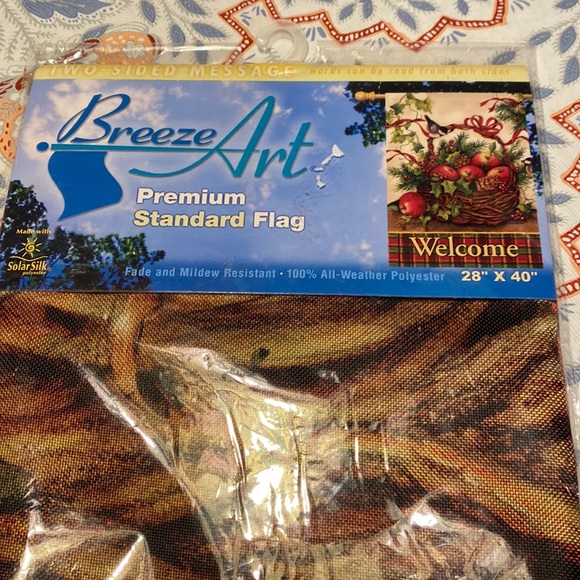 TWO-SIDED MESSAGE words can be read from both sides
Breeze Art
Premium
Standard Flag
Made with
SolarSilk
polyester
Welcome
Fade and Mildew Resistant • 100% All-Weather Polyester 28" X 40"